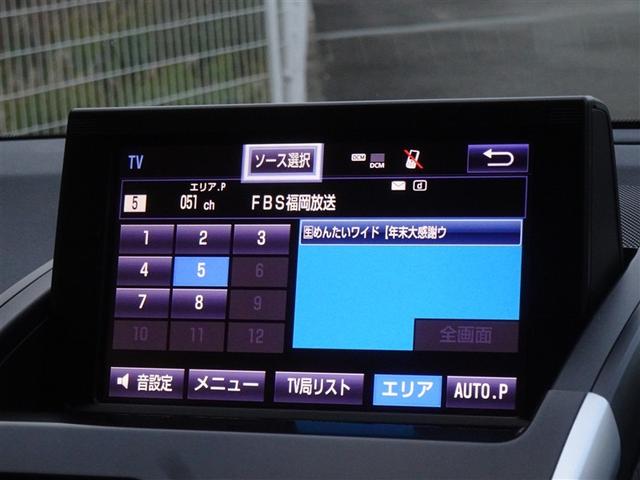 TV ソース選択 DCM DCM
エリア.P
5 051 ch FBS福岡放送 d
1 2 3
生めんたいワイド【年末大感謝ウ
4 5 6
7 8 9
10 11 12 全画面
音設定 メニュー TV局リスト エリア AUTO.P